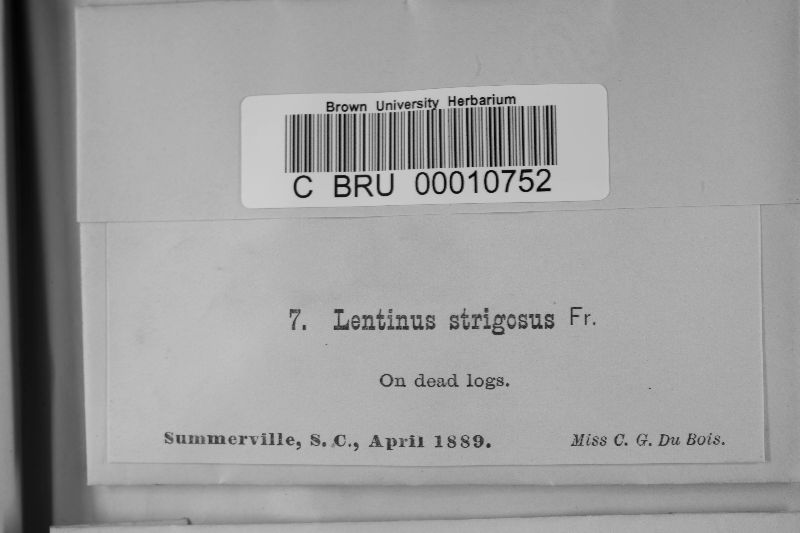 Brown University Herbarium
C BRU 00010752
7. Lentinus strigosus Fr.
On dead logs.
Summerville, S. C., April 1889. Miss C. G. Du Bois.